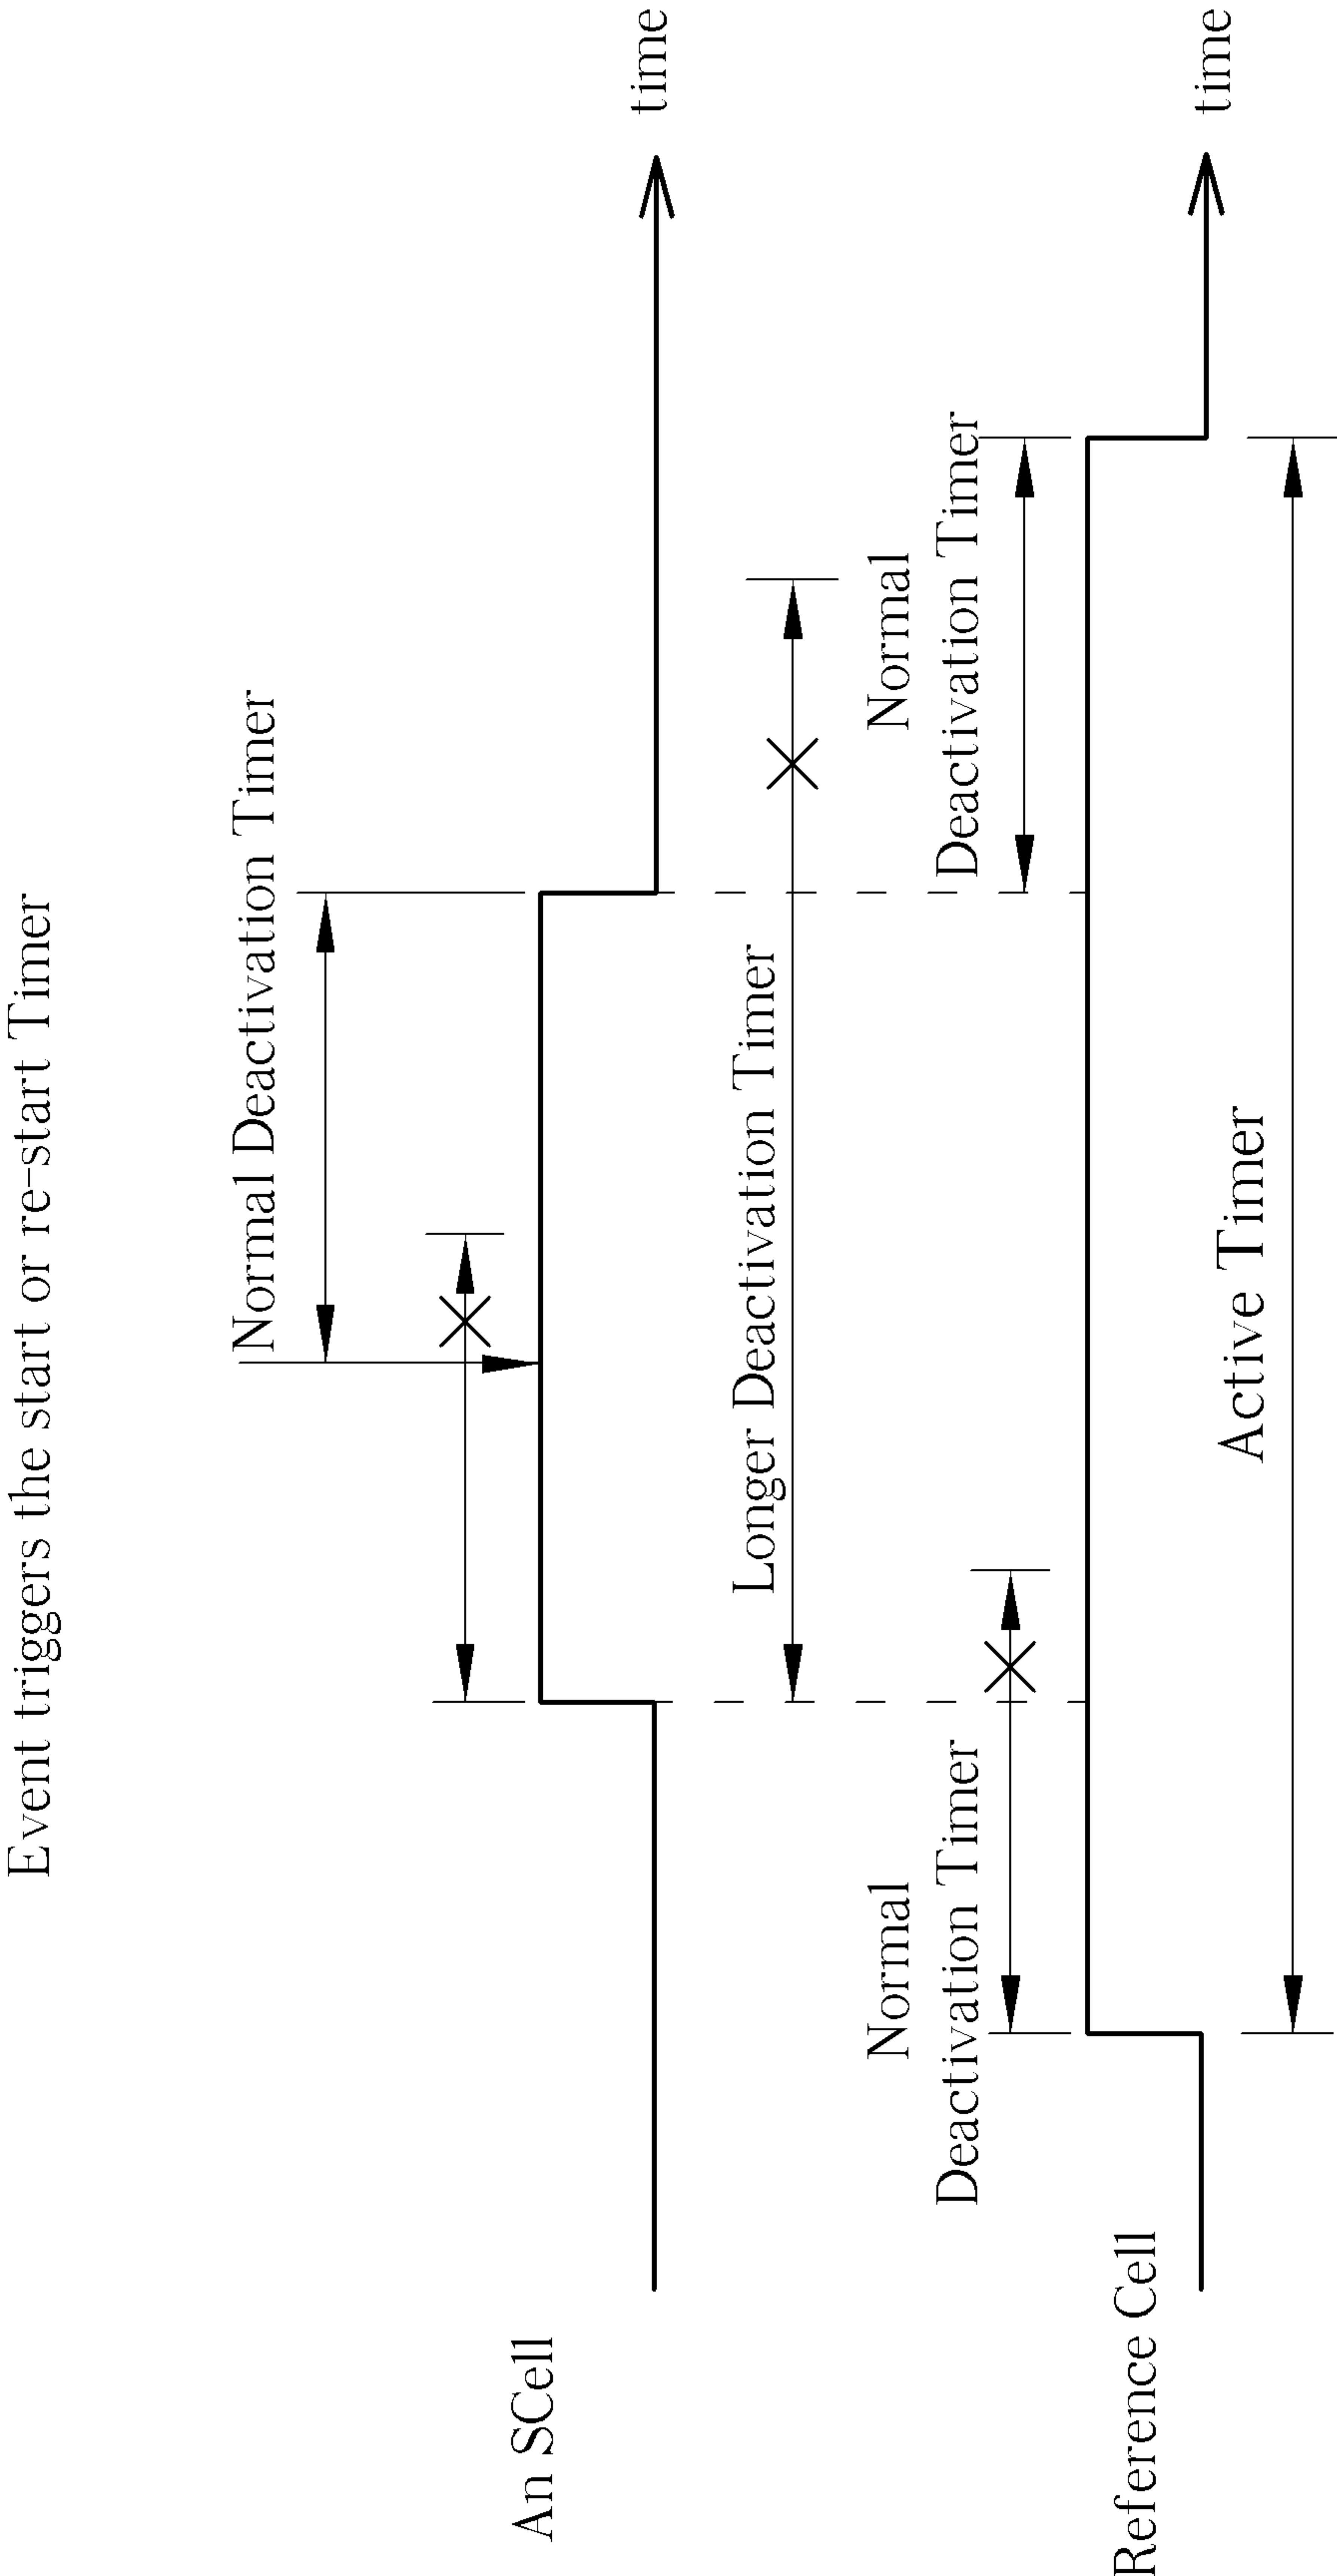 Event triggers the start or re-start Timer
Normal Deactivation Timer
An SCell
time
Longer Deactivation Timer
Normal
Deactivation Timer
Normal
Deactivation Timer
Reference Cell
time
Active Timer